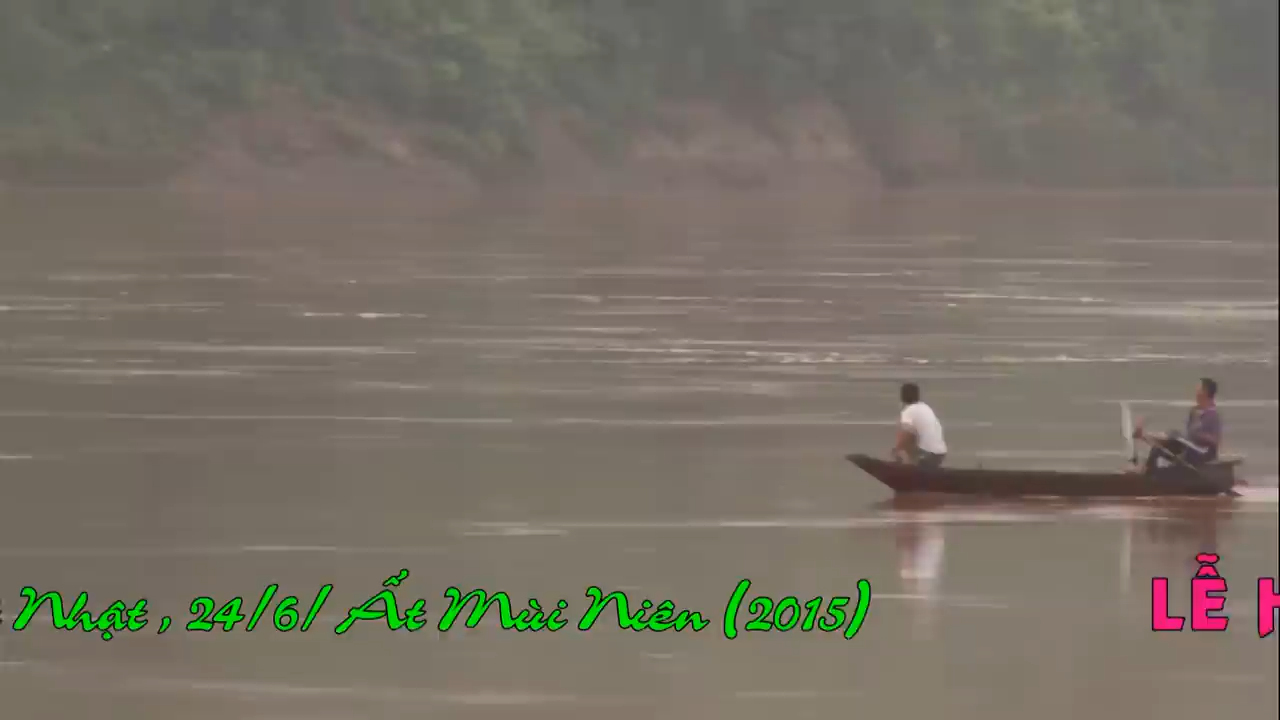 Nhật , 24/6/ Ất Mùi Niên (2015) LỄ